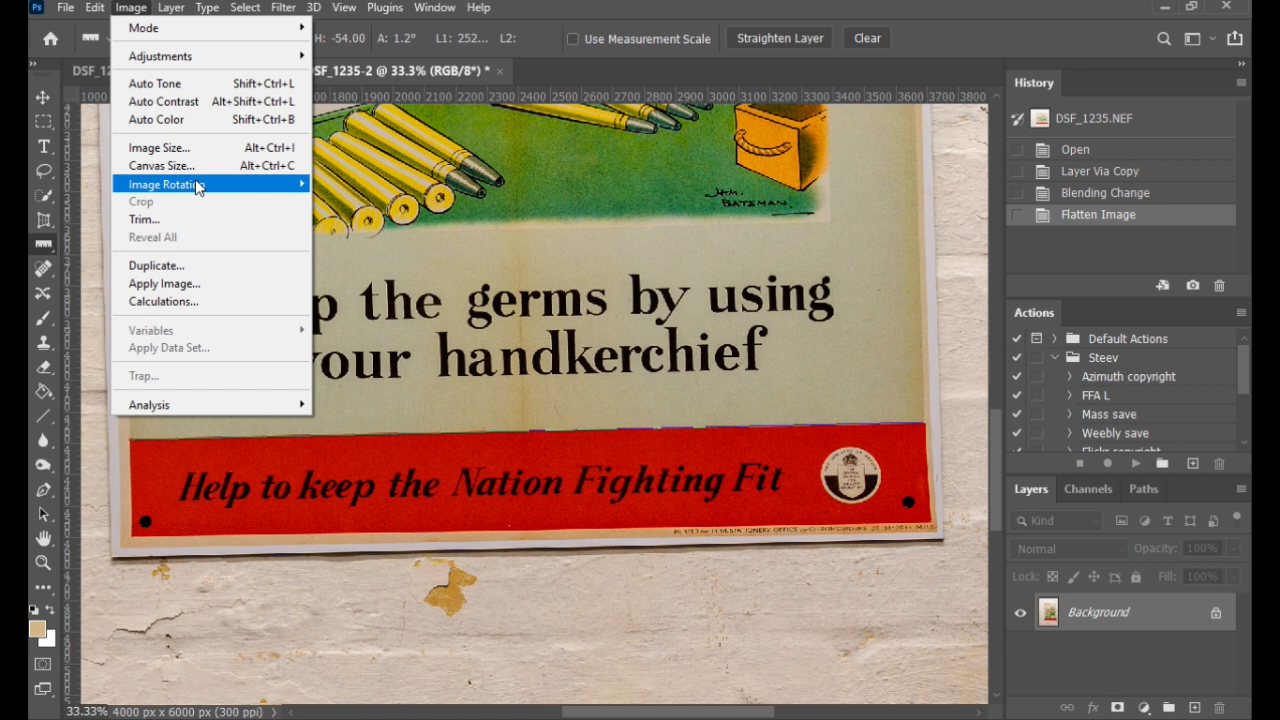 Ps File Edit Image Layer Type Select Filter 3D View Plugins Window Help
H: -54.00 A: 1.2° L1: 252... L2: Use Measurement Scale Straighten Layer Clear
DSF_12 DSF_1235-2 @ 33.3% (RGB/8*) * ×
1000 1700 1800 1900 2000 2100 2200 2300 2400 2500 2600 2700 2800 2900 3000 3100 3200 3300 3400 3500 3600 3700 3800
Mode
Adjustments
Auto Tone Shift+Ctrl+L
Auto Contrast Alt+Shift+Ctrl+L
Auto Color Shift+Ctrl+B
Image Size... Alt+Ctrl+I
Canvas Size... Alt+Ctrl+C
Image Rotation
Crop
Trim...
Reveal All
Duplicate...
Apply Image...
Calculations...
Variables
Apply Data Set...
Trap...
Analysis
H.M.
BATEMAN.
p the germs by using
your handkerchief
Help to keep the Nation Fighting Fit
33.33% 4000 px x 6000 px (300 ppi)
History
DSF_1235.NEF
Open
Layer Via Copy
Blending Change
Flatten Image
Actions
Default Actions
Steev
Azimuth copyright
FFA L
Mass save
Weebly save
Flickr copyright
Layers Channels Paths
Kind
Normal Opacity: 100%
Lock: Fill: 100%
Background
fx